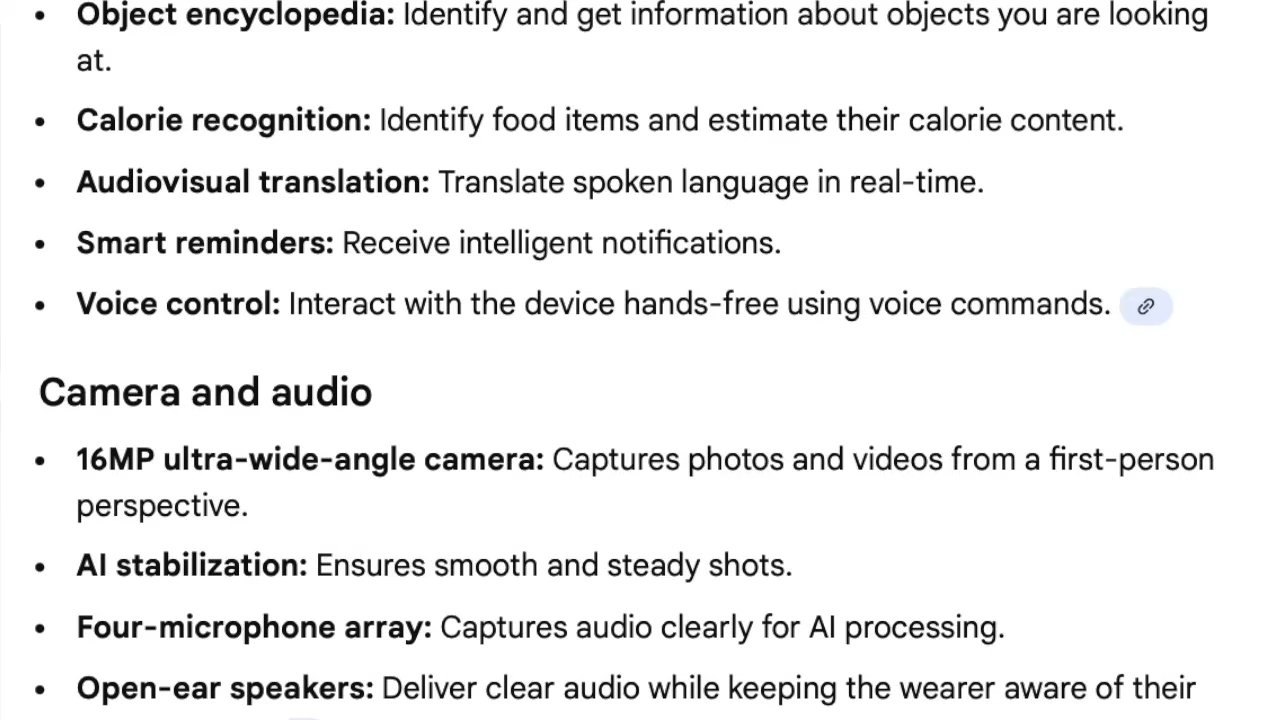 • Object encyclopedia: Identify and get information about objects you are looking
at.
• Calorie recognition: Identify food items and estimate their calorie content.
• Audiovisual translation: Translate spoken language in real-time.
• Smart reminders: Receive intelligent notifications.
• Voice control: Interact with the device hands-free using voice commands.
Camera and audio
• 16MP ultra-wide-angle camera: Captures photos and videos from a first-person
perspective.
• AI stabilization: Ensures smooth and steady shots.
• Four-microphone array: Captures audio clearly for AI processing.
• Open-ear speakers: Deliver clear audio while keeping the wearer aware of their